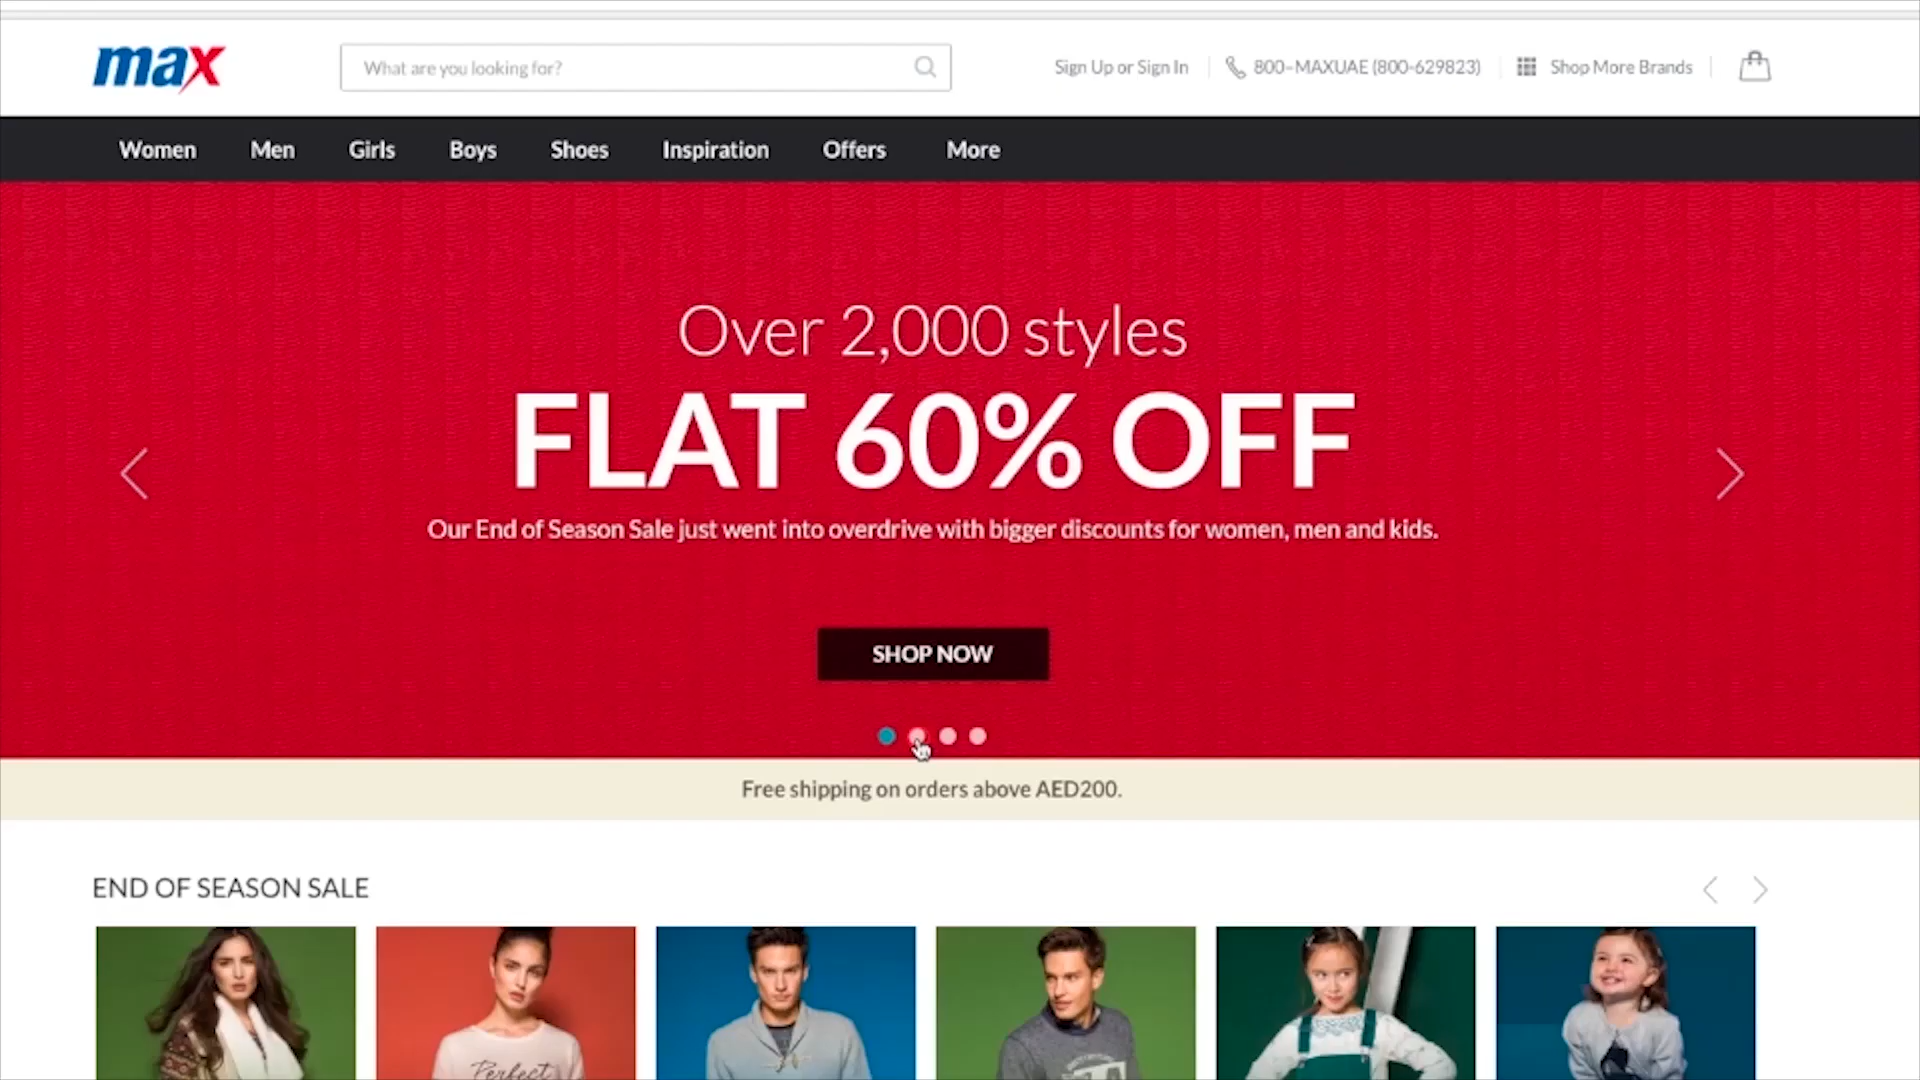 max
What are you looking for?
Sign Up or Sign In
800-MAXUAE (800-629823)
Shop More Brands
Women
Men
Girls
Boys
Shoes
Inspiration
Offers
More
Over 2,000 styles
FLAT 60% OFF
Our End of Season Sale just went into overdrive with bigger discounts for women, men and kids.
SHOP NOW
Free shipping on orders above AED200.
END OF SEASON SALE
Perfect